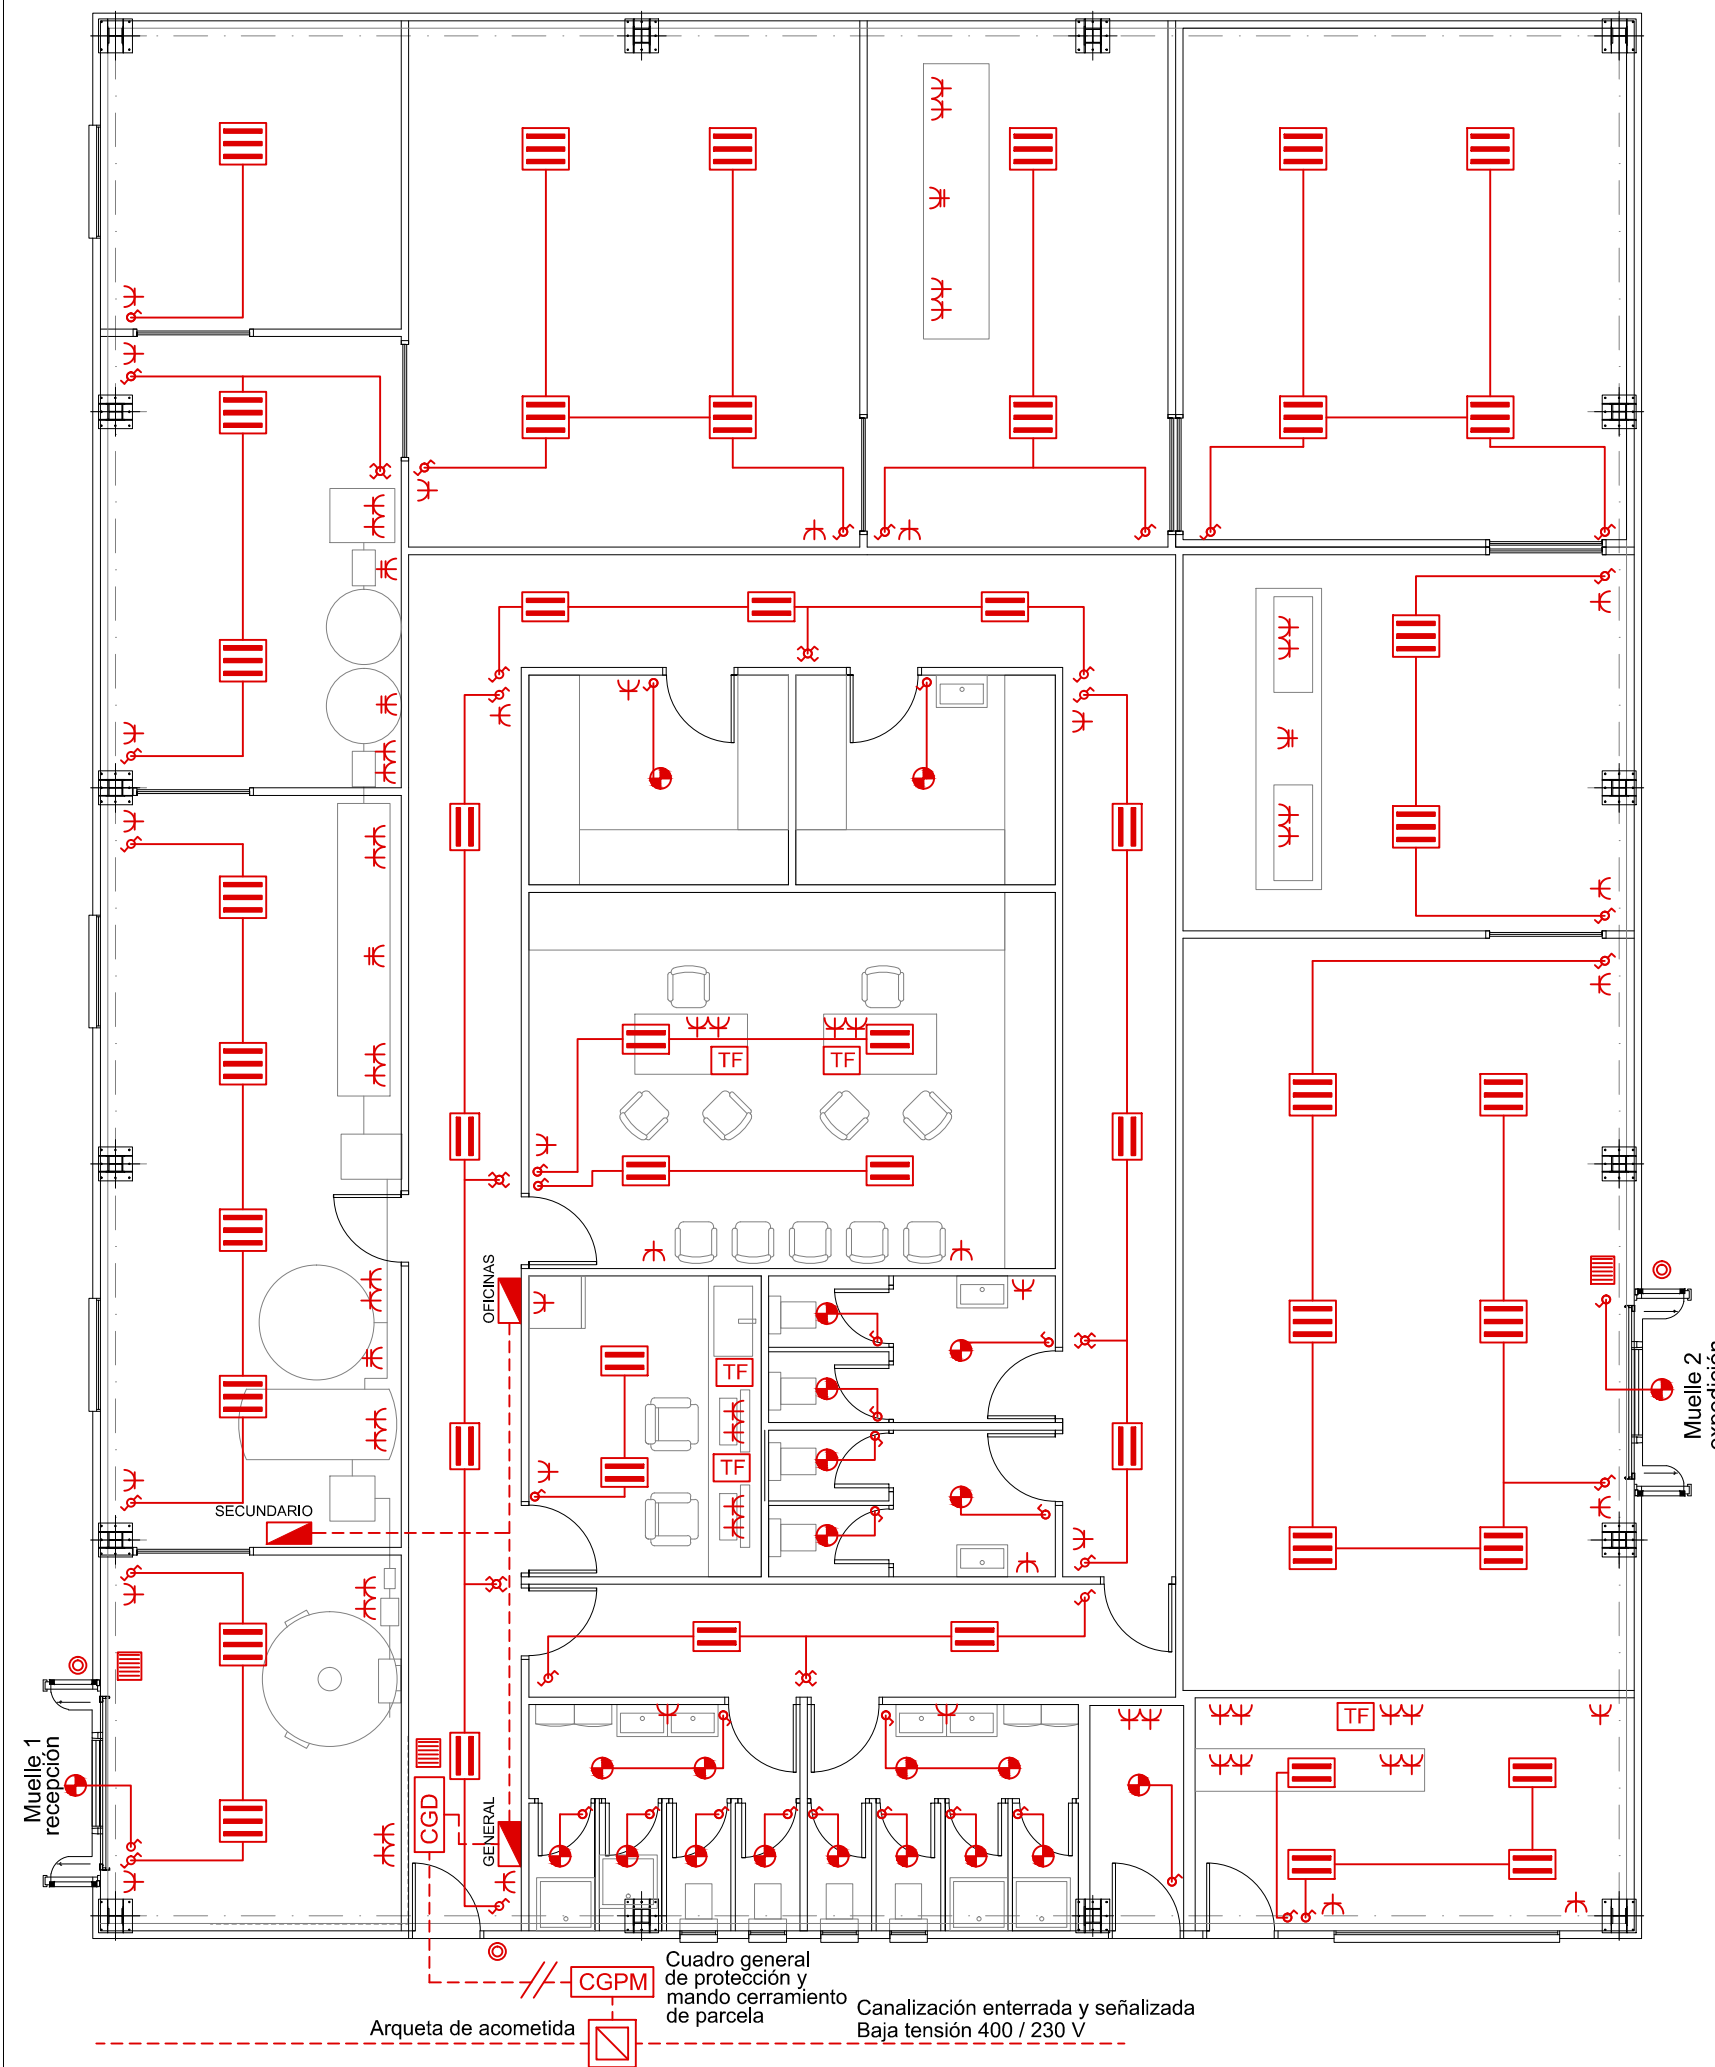 TF
TF
OFICINAS
TF
TF
SECUNDARIO
Muelle 2
expedición
Muelle 1
recepción
TF
CGD
GENERAL
CGPM
Cuadro general
de protección y
mando cerramiento
de parcela
Arqueta de acometida
Canalización enterrada y señalizada
Baja tensión 400 / 230 V